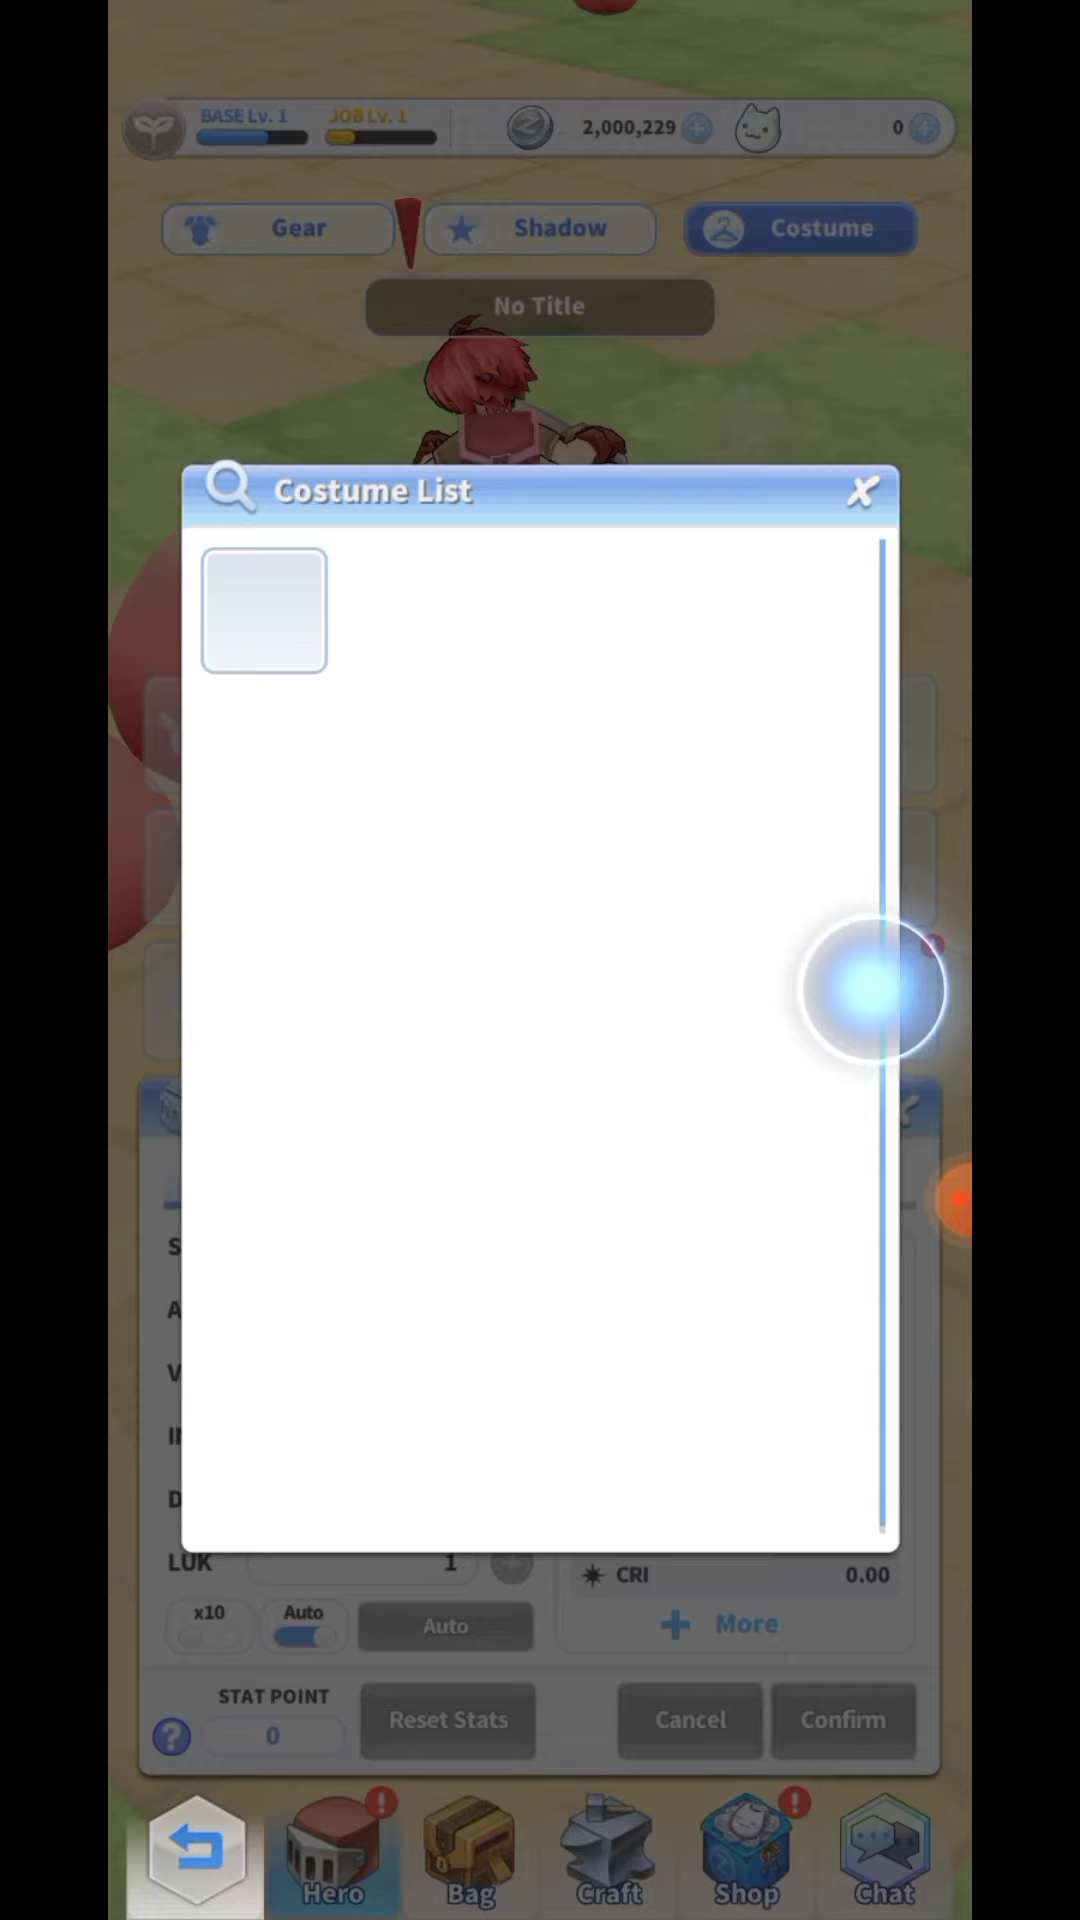 BASE Lv. 1
JOB Lv. 1
2,000,229
0
Gear
Shadow
Costume
No Title
Costume List
S
A
V
D
LUK
1
CRI
0.00
x10
Auto
Auto
More
STAT POINT
0
Reset Stats
Cancel
Confirm
Hero
Bag
Craft
Shop
Chat